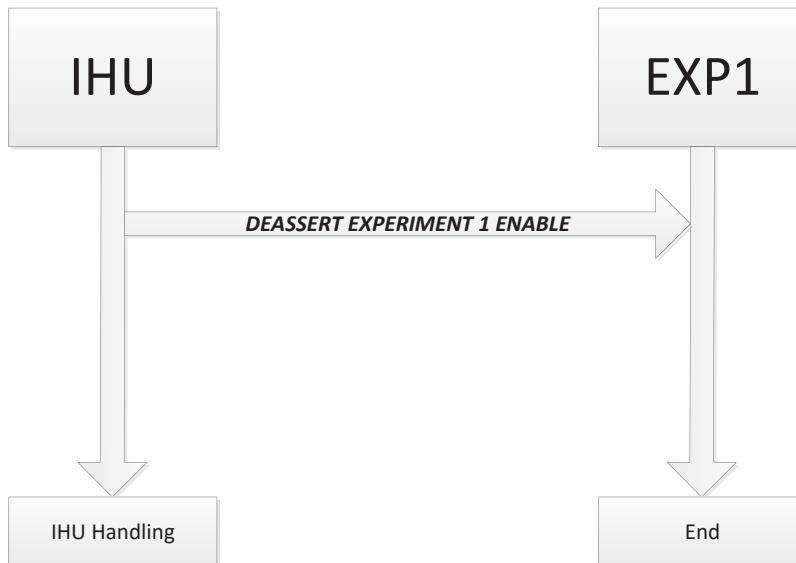 IHU
EXP1
DEASSERT EXPERIMENT 1 ENABLE
IHU Handling
End